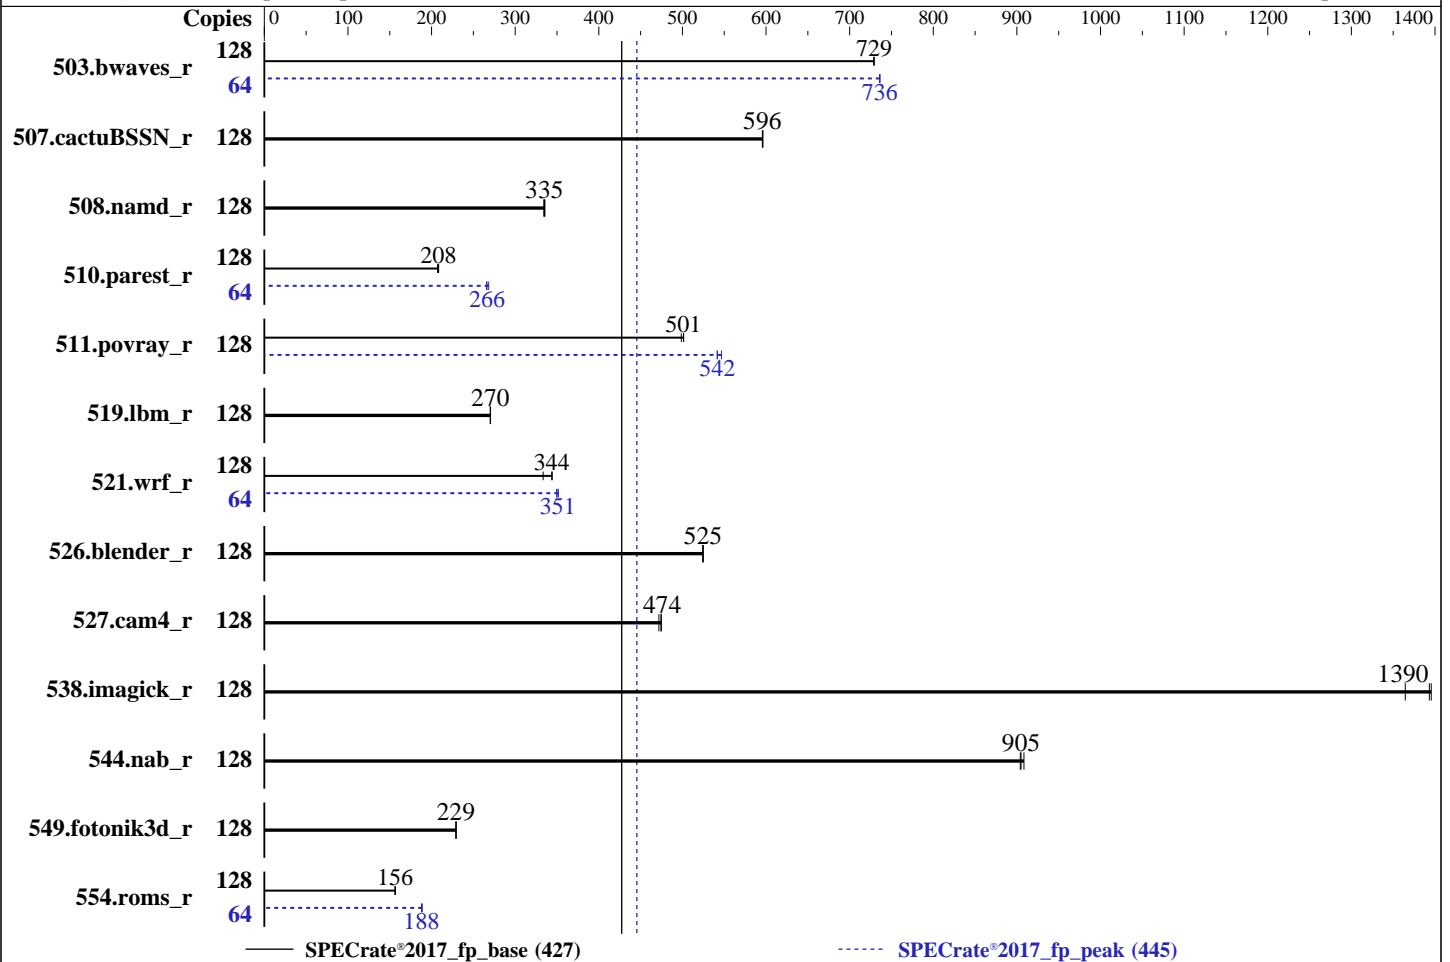 Copies 0 100 200 300 400 500 600 700 800 900 1000 1100 1200 1300 1400
503.bwaves_r 128 729
64 736
507.cactuBSSN_r 128 596
508.namd_r 128 335
510.parest_r 128 208
64 266
511.povray_r 128 501
542
519.lbm_r 128 270
521.wrf_r 128 344
64 351
526.blender_r 128 525
527.cam4_r 128 474
538.imagick_r 128 1390
544.nab_r 128 905
549.fotonik3d_r 128 229
554.roms_r 128 156
64 188
SPECrate®2017_fp_base (427) SPECrate®2017_fp_peak (445)